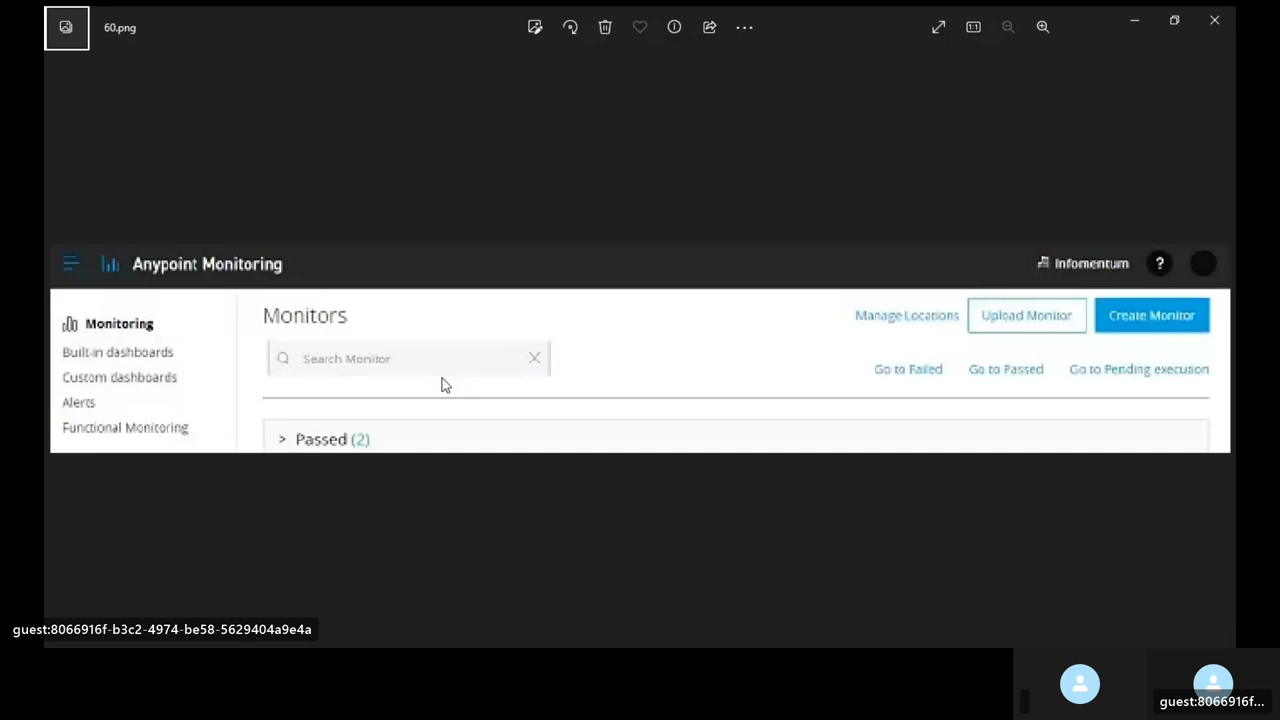 60.png
Anypoint Monitoring
Infomentum
?
Monitoring
Built-in dashboards
Custom dashboards
Alerts
Functional Monitoring
Monitors
Manage Locations
Upload Monitor
Create Monitor
Search Monitor
Go to Failed
Go to Passed
Go to Pending execution
> Passed (2)
guest:8066916f-b3c2-4974-be58-5629404a9e4a
guest:8066916f...